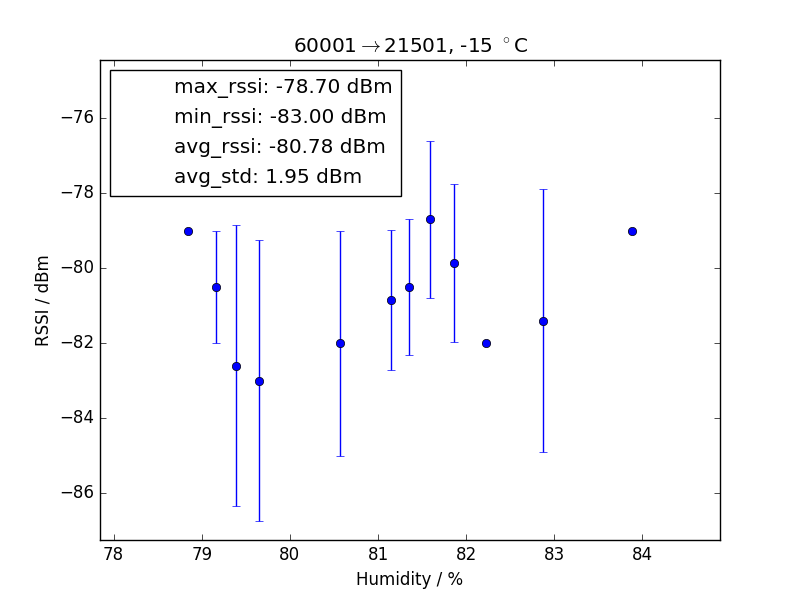 60001→21501, -15 °C
max_rssi: -78.70 dBm
min_rssi: -83.00 dBm
avg_rssi: -80.78 dBm
avg_std: 1.95 dBm
−76
−78
−80
−82
−84
−86
RSSI / dBm
78 79 80 81 82 83 84
Humidity / %